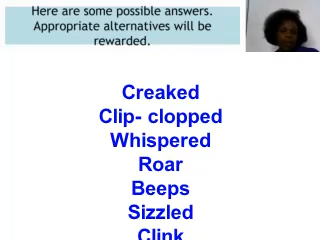 Here are some possible answers.
Appropriate alternatives will be
rewarded.
Creaked
Clip- clopped
Whispered
Roar
Beeps
Sizzled
Clink